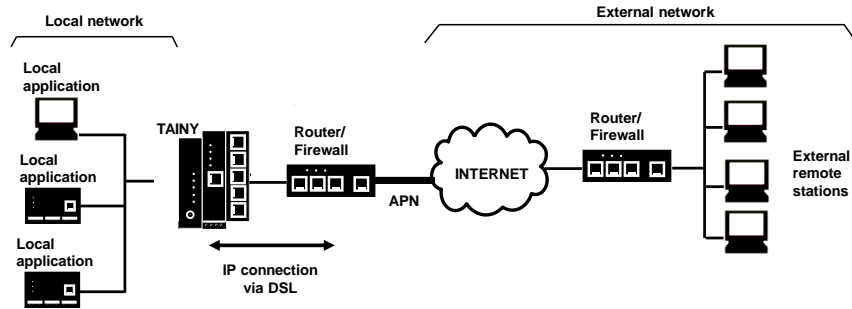 Local network
External network
Local
application
TAINY
Local
application
Local
application
Router/
Firewall
IP connection
via DSL
APN
INTERNET
Router/
Firewall
External
remote
stations